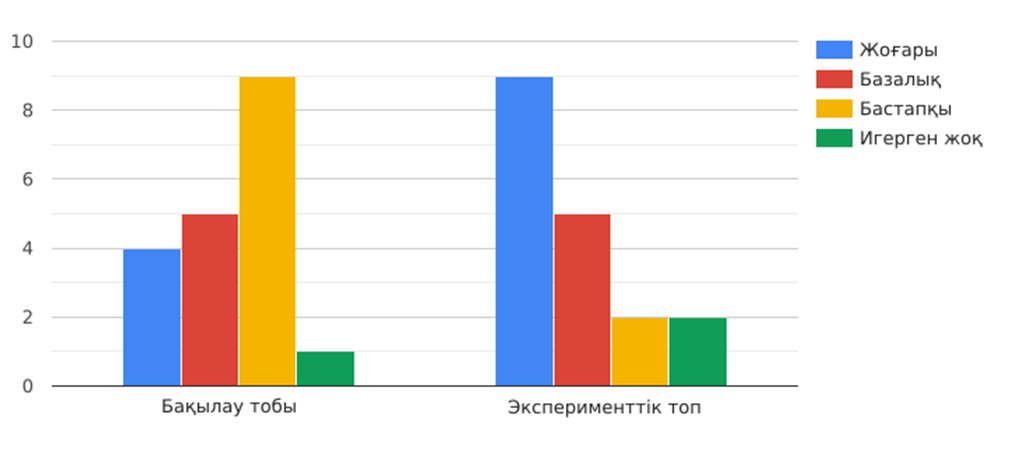 10
8
6
4
2
0
Бақылау тобы
Эксперименттік топ
Жоғары
Базалық
Бастапқы
Игерген жоқ